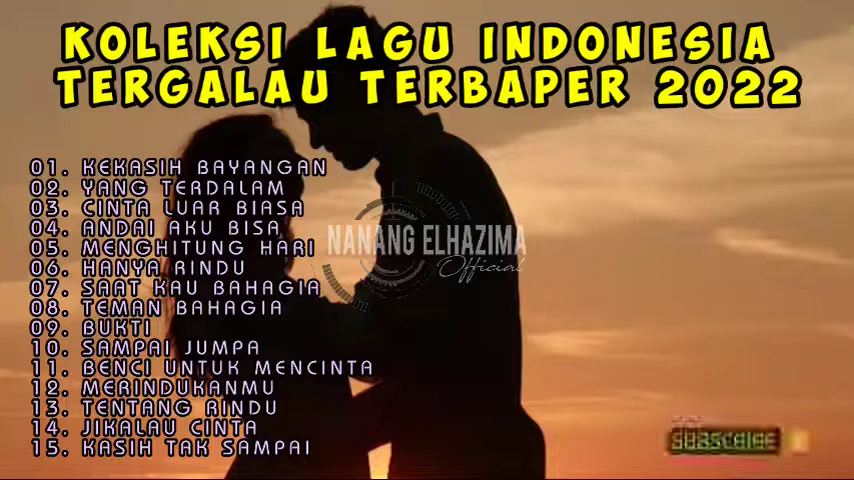 KOLEKSI LAGU INDONESIA
TERGALAU TERBAPER 2022
01. KEKASIH BAYANGAN
02. YANG TERDALAM
03. CINTA LUAR BIASA
04. ANDAI AKU BISA
05. MENGHITUNG HARI
06. HANYA RINDU
07. SAAT KAU BAHAGIA
08. TEMAN BAHAGIA
09. BUKTI
10. SAMPAI JUMPA
11. BENCI UNTUK MENCINTA
12. MERINDUKANMU
13. TENTANG RINDU
14. JIKALAU CINTA
15. KASIH TAK SAMPAI
NANANG ELHAZIMA
Official
SUBSCRIBE